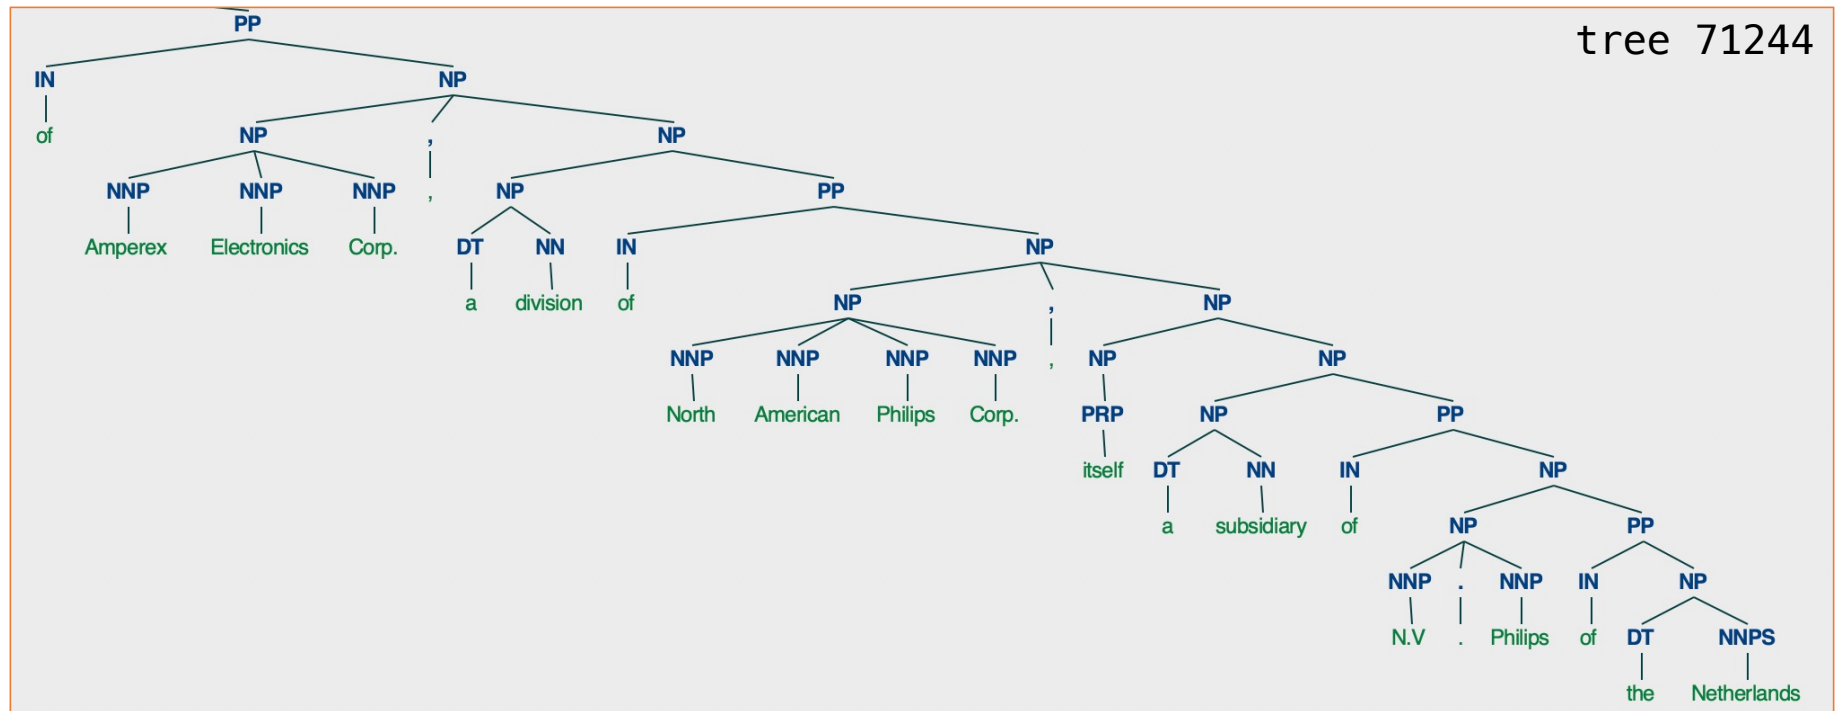 PP
tree 71244
IN NP
of NP , NP
NNP NNP NNP , NP PP
Amperex Electronics Corp. DT NN IN NP
a division of NP , NP
NNP NNP NNP NNP , NP NP
North American Philips Corp. PRP NP PP
itself DT NN IN NP
a subsidiary of NP PP
NNP . NNP IN NP
N.V . Philips of DT NNPS
the Netherlands